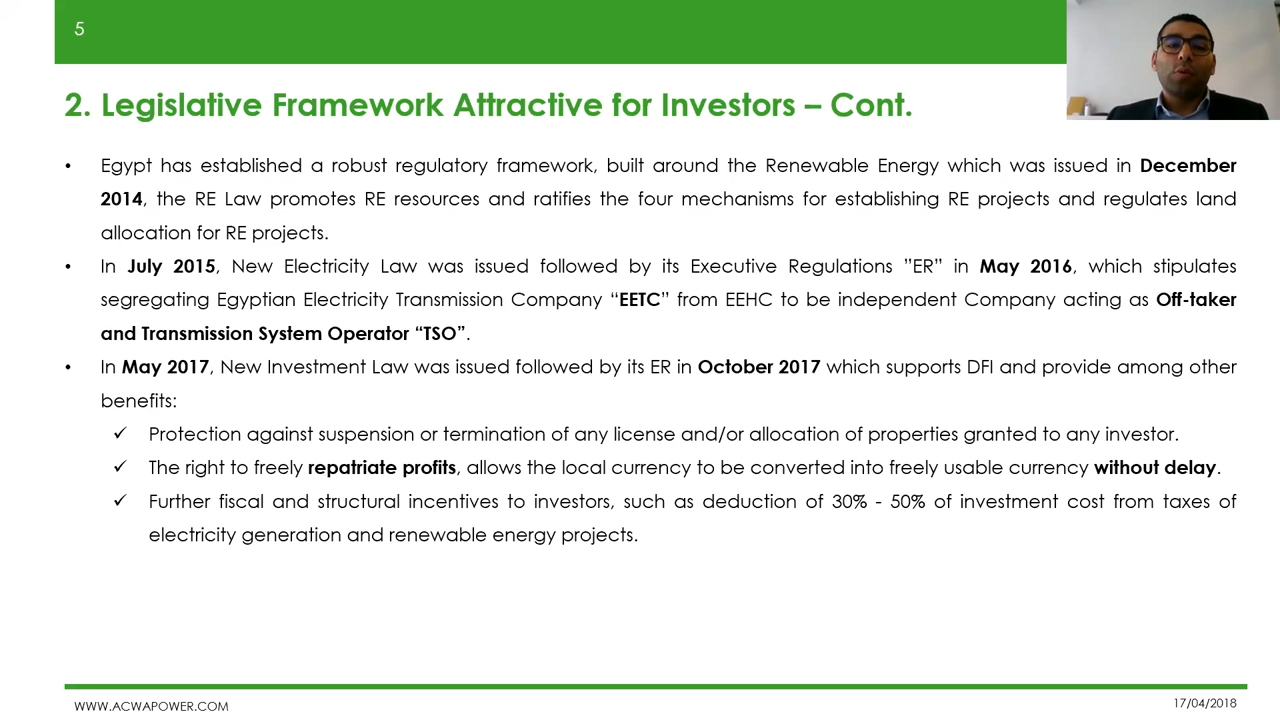 5
2. Legislative Framework Attractive for Investors – Cont.
• Egypt has established a robust regulatory framework, built around the Renewable Energy which was issued in December
2014, the RE Law promotes RE resources and ratifies the four mechanisms for establishing RE projects and regulates land
allocation for RE projects.
• In July 2015, New Electricity Law was issued followed by its Executive Regulations ”ER” in May 2016, which stipulates
segregating Egyptian Electricity Transmission Company “EETC” from EEHC to be independent Company acting as Off-taker
and Transmission System Operator “TSO”.
• In May 2017, New Investment Law was issued followed by its ER in October 2017 which supports DFI and provide among other
benefits:
✓ Protection against suspension or termination of any license and/or allocation of properties granted to any investor.
✓ The right to freely repatriate profits, allows the local currency to be converted into freely usable currency without delay.
✓ Further fiscal and structural incentives to investors, such as deduction of 30% - 50% of investment cost from taxes of
electricity generation and renewable energy projects.
WWW.ACWAPOWER.COM
17/04/2018